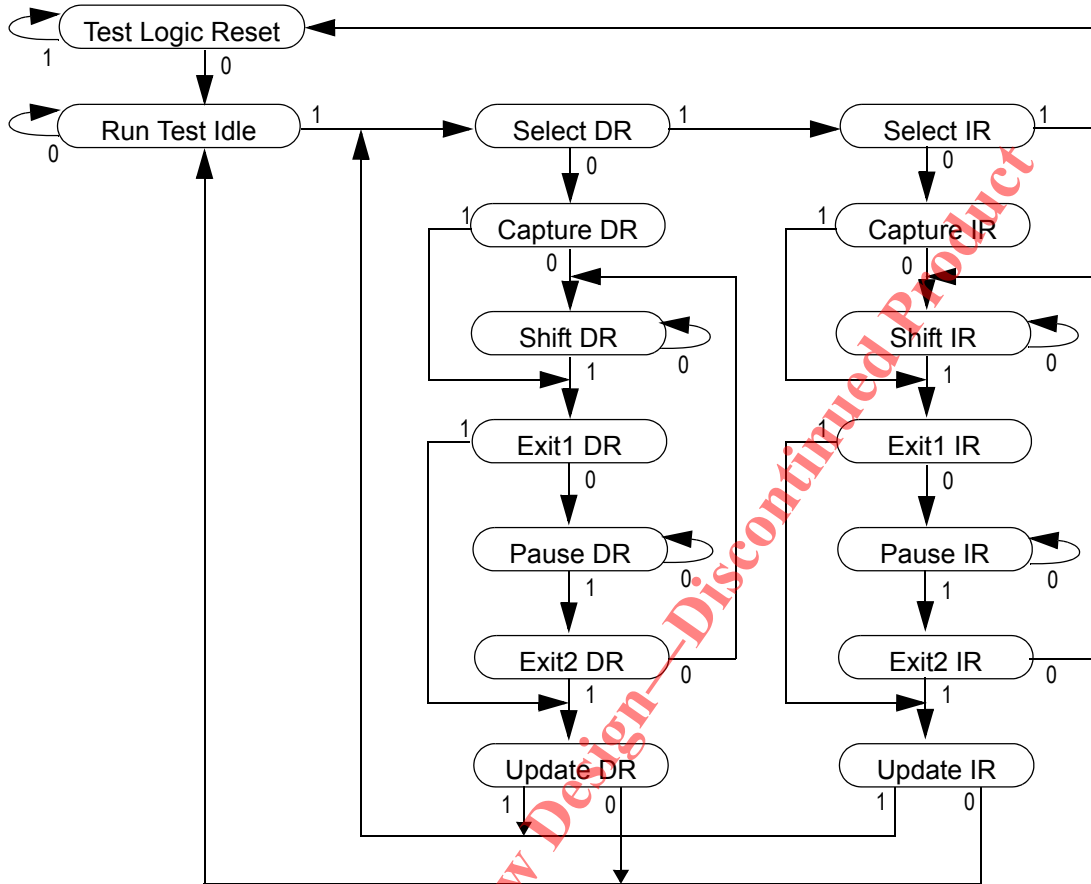 Test Logic Reset
1
0
Run Test Idle
0
1
Select DR
1
0
Select IR
1
0
1
Capture DR
0
1
Capture IR
0
Shift DR
0
1
Shift IR
0
1
1
Exit1 DR
0
1
Exit1 IR
0
Pause DR
0
1
Pause IR
0
1
Exit2 DR
0
1
Exit2 IR
0
1
Update DR
1
0
Update IR
1
0
w Design—Discontinued Product